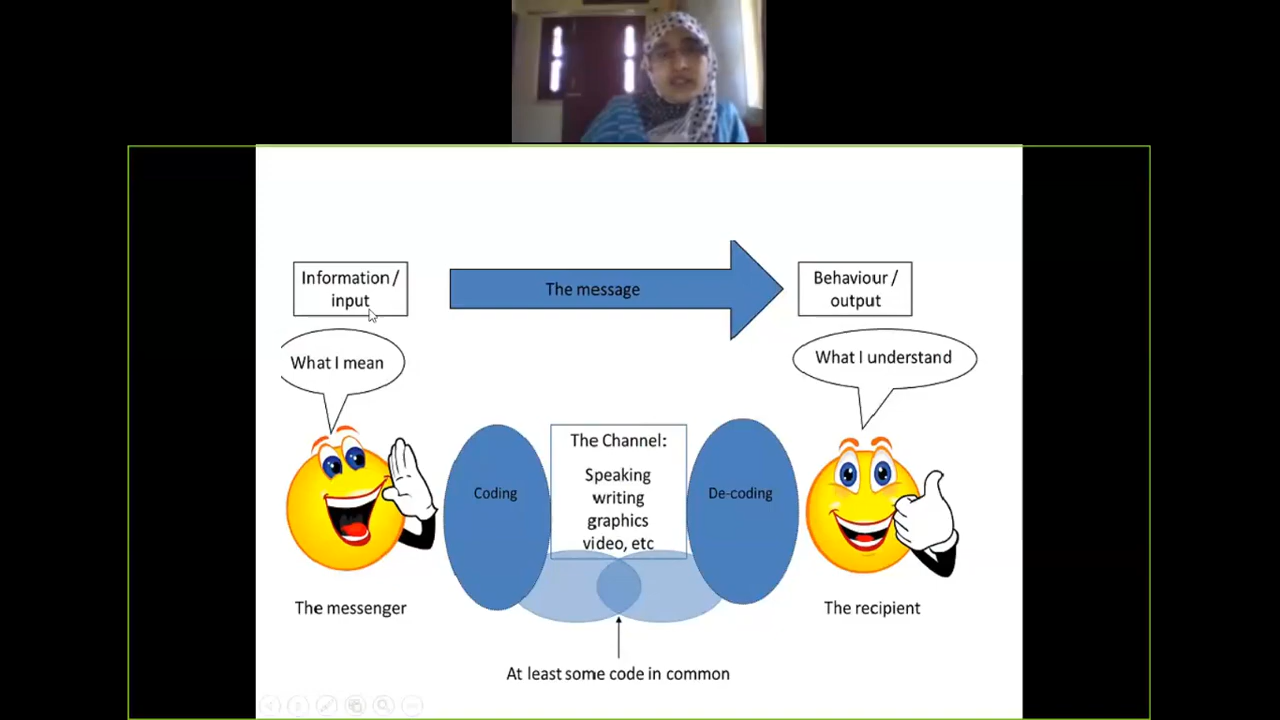 Information /
input
The message
Behaviour /
output
What I mean
What I understand
The Channel:
Speaking
writing
graphics
video, etc
Coding
De-coding
The messenger
The recipient
At least some code in common